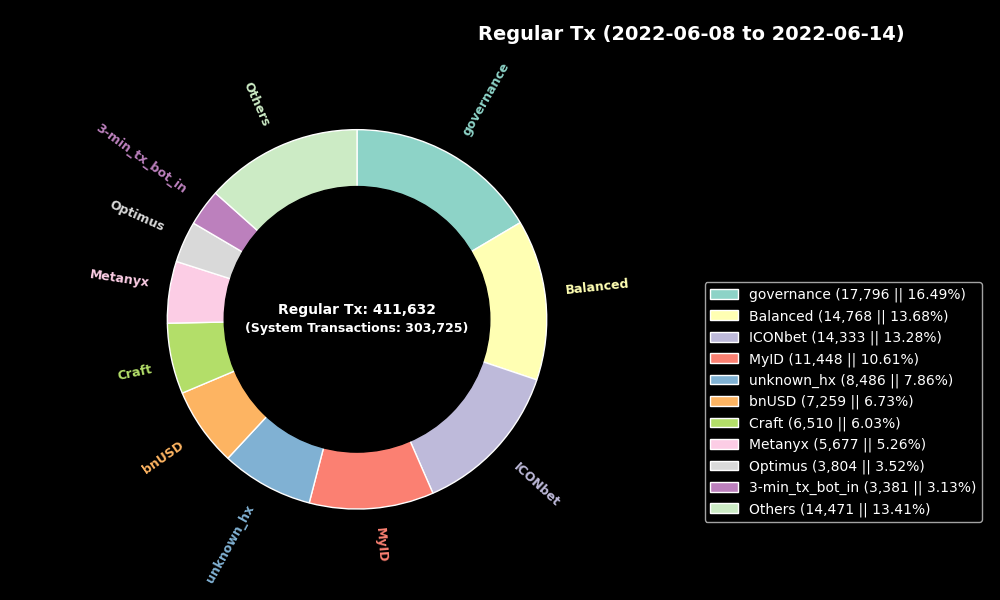 Regular Tx (2022-06-08 to 2022-06-14)
governance
Others
3-min_tx_bot_in
Optimus
Metanyx
Balanced
Regular Tx: 411,632
(System Transactions: 303,725)
Craft
bnUSD
ICONbet
unknown_hx
MyID
governance (17,796 || 16.49%)
Balanced (14,768 || 13.68%)
ICONbet (14,333 || 13.28%)
MyID (11,448 || 10.61%)
unknown_hx (8,486 || 7.86%)
bnUSD (7,259 || 6.73%)
Craft (6,510 || 6.03%)
Metanyx (5,677 || 5.26%)
Optimus (3,804 || 3.52%)
3-min_tx_bot_in (3,381 || 3.13%)
Others (14,471 || 13.41%)